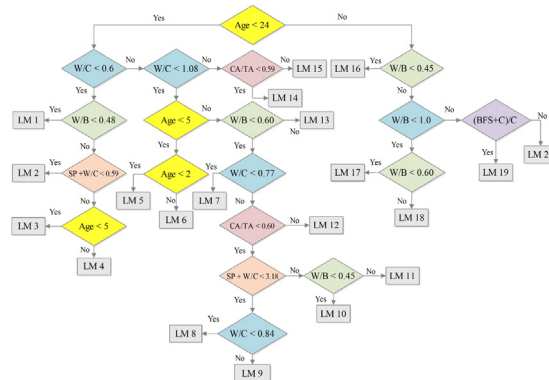 Yes
Age < 24
No
W/C < 0.6
No
W/C < 1.08
No
CA/TA < 0.59
No
LM 15
LM 16
Yes
W/B < 0.45
Yes
Yes
Yes
LM 14
No
LM 1
Yes
W/B < 0.48
Age < 5
No
W/B < 0.60
No
LM 13
W/B < 1.0
No
(BFS+C)/C
No
Yes
Yes
Yes
Yes
LM 2
Yes
SP +W/C < 0.59
LM 5
Age < 2
LM 7
Yes
W/C < 0.77
LM 17
Yes
W/B < 0.60
LM 19
LM 2
No
No
LM 6
No
No
LM 18
LM 3
Yes
Age < 5
CA/TA < 0.60
No
LM 12
No
LM 4
Yes
SP + W/C < 3.18
No
W/B < 0.45
No
LM 11
Yes
Yes
LM 10
LM 8
Yes
W/C < 0.84
No
LM 9